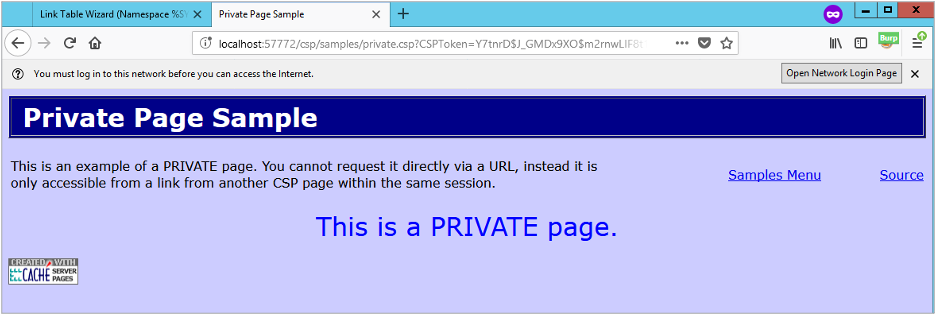 Link Table Wizard (Namespace %SY
Private Page Sample
localhost:57772/csp/samples/private.csp?CSPToken=Y7tnrD$J_GMDx9XO$m2rnwLIF8t
Burp
You must log in to this network before you can access the Internet.
Open Network Login Page
Private Page Sample
This is an example of a PRIVATE page. You cannot request it directly via a URL, instead it is
only accessible from a link from another CSP page within the same session.
Samples Menu
Source
This is a PRIVATE page.
CREATED WITH
CACHÉ SERVER
PAGES